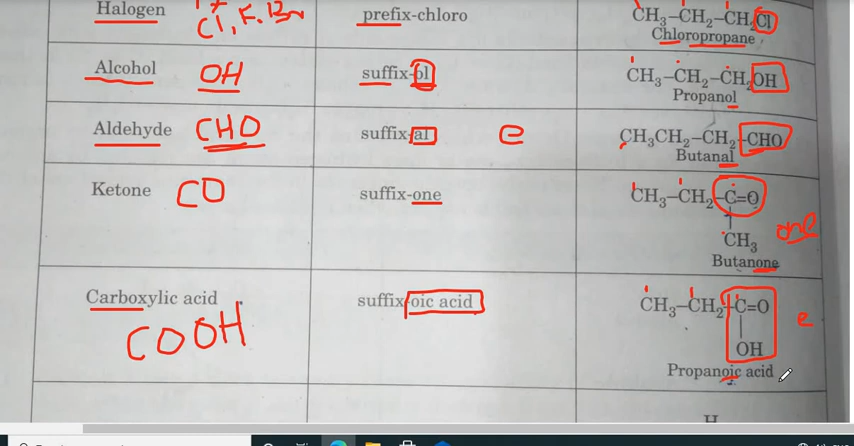 Halogen Cl, F, Br prefix-chloro CH3–CH2–CH2Cl
Chloropropane
Alcohol OH suffix-ol CH3–CH2–CH2OH
Propanol
Aldehyde CHO suffix-al e CH3CH2–CH2–CHO
Butanal
Ketone CO suffix-one CH3–CH2–C=O
one
CH3
Butanone
Carboxylic acid suffix-oic acid CH3–CH2–C=O e
COOH OH
Propanoic acid
H